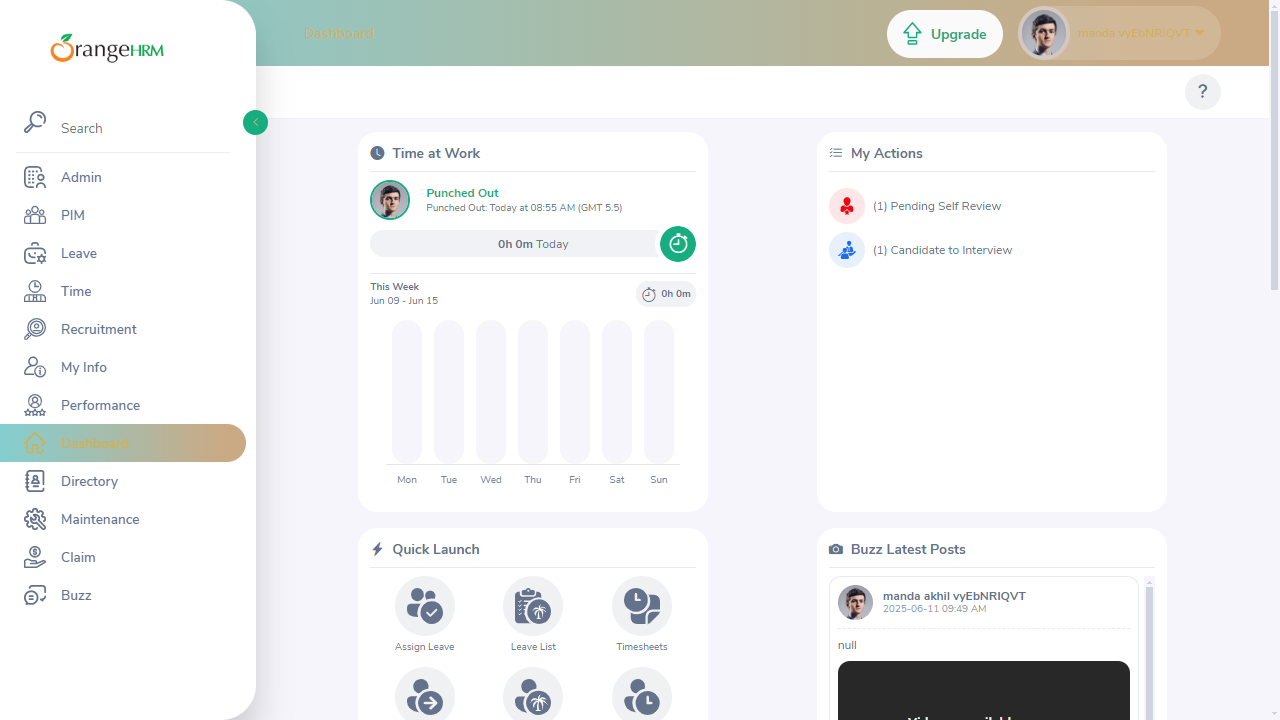 OrangeHRM
Search
Admin
PIM
Leave
Time
Recruitment
My Info
Performance
Dashboard
Directory
Maintenance
Claim
Buzz
Dashboard
Upgrade
manda vyEbNRIQVT
?
Time at Work
Punched Out
Punched Out: Today at 08:55 AM (GMT 5.5)
0h 0m Today
This Week
Jun 09 - Jun 15
0h 0m
Mon Tue Wed Thu Fri Sat Sun
My Actions
(1) Pending Self Review
(1) Candidate to Interview
Quick Launch
Assign Leave Leave List Timesheets
Buzz Latest Posts
manda akhil vyEbNRIQVT
2025-06-11 09:49 AM
null